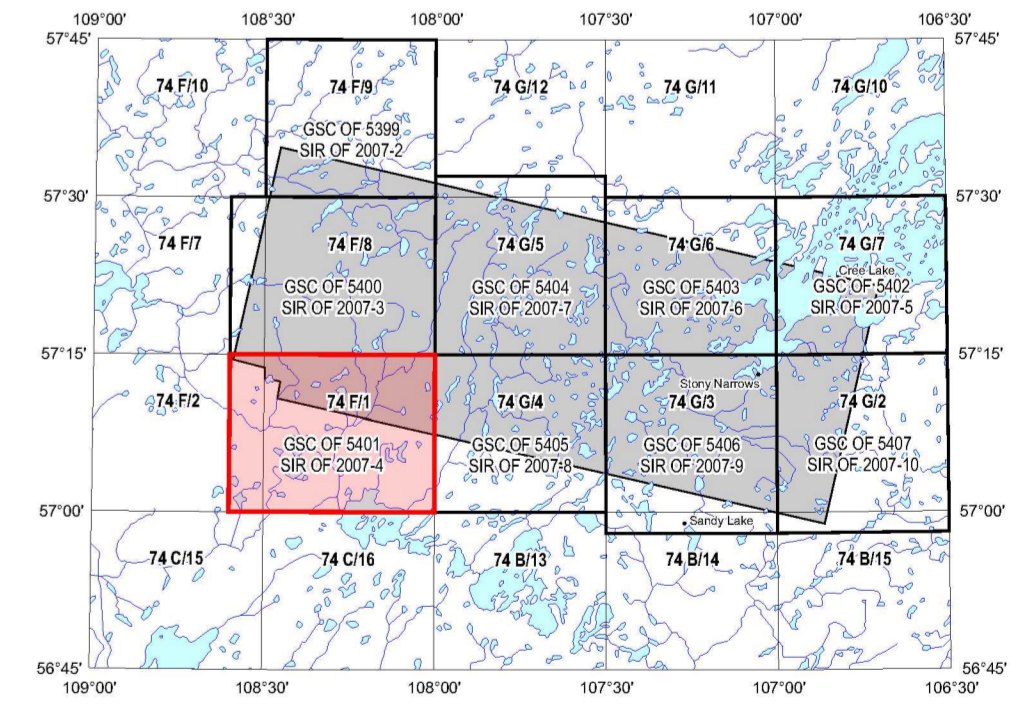 109°00' 108°30' 108°00' 107°30' 107°00' 106°30'
57°45' 57°45'
74 F/10 74 F/9 74 G/12 74 G/11 74 G/10
GSC OF 5399
SIR OF 2007-2
57°30' 57°30'
74 F/7 74 F/8 74 G/5 74 G/6 74 G/7
Cree Lake
GSC OF 5400 GSC OF 5404 GSC OF 5403 GSC OF 5402
SIR OF 2007-3 SIR OF 2007-7 SIR OF 2007-6 SIR OF 2007-5
57°15' 57°15'
Stony Narrows
74 F/2 74 F/1 74 G/4 74 G/3 74 G/2
GSC OF 5401 GSC OF 5405 GSC OF 5406 GSC OF 5407
SIR OF 2007-4 SIR OF 2007-8 SIR OF 2007-9 SIR OF 2007-10
57°00' 57°00'
Sandy Lake
74 C/15 74 C/16 74 B/13 74 B/14 74 B/15
56°45' 56°45'
109°00' 108°30' 108°00' 107°30' 107°00' 106°30'